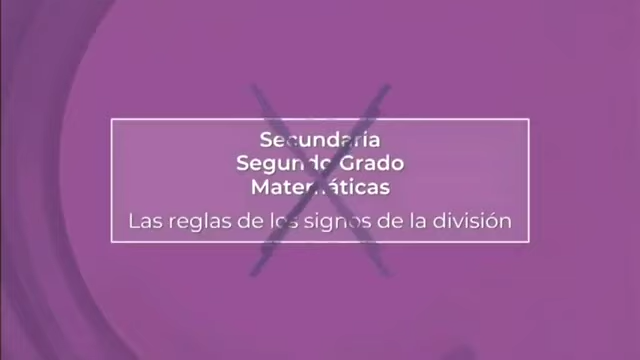 Secundaria
Segundo Grado
Matemáticas
Las reglas de los signos de la división